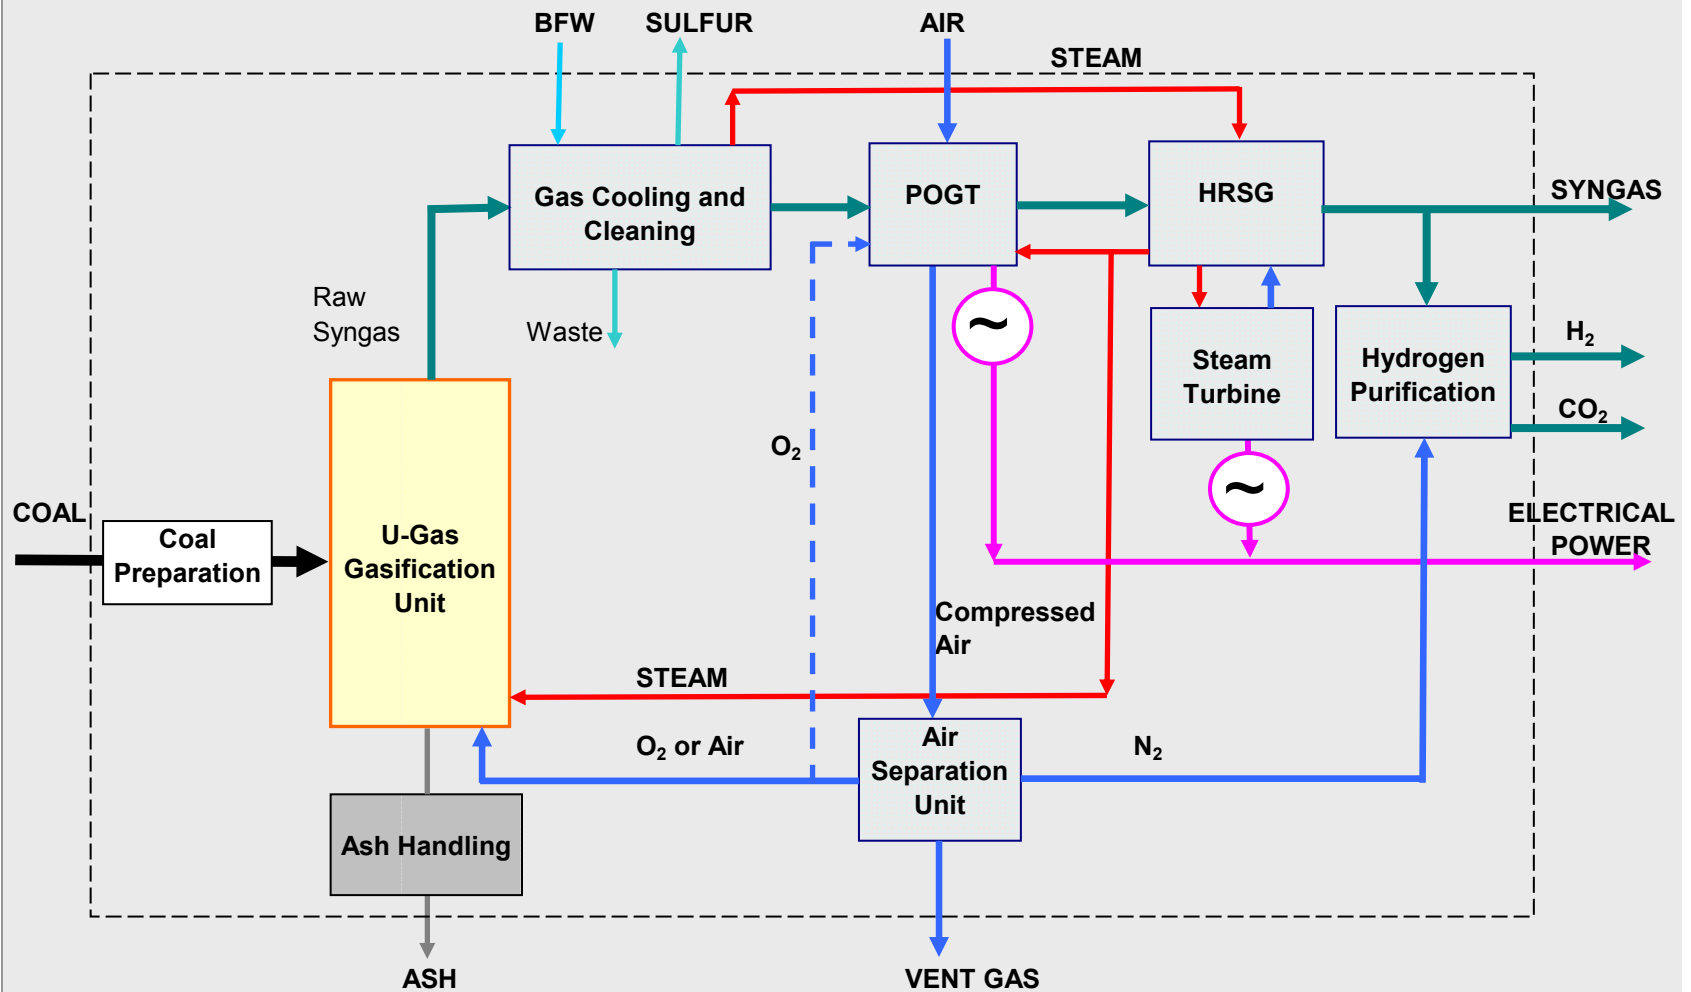 BFW
SULFUR
AIR
STEAM
Gas Cooling and
Cleaning
POGT
HRSG
SYNGAS
Raw
Syngas
Waste
~
Steam
Turbine
Hydrogen
Purification
H₂
CO₂
O₂
~
COAL
Coal
Preparation
U-Gas
Gasification
Unit
ELECTRICAL
POWER
Compressed
Air
STEAM
O₂ or Air
Air
Separation
Unit
N₂
Ash Handling
ASH
VENT GAS